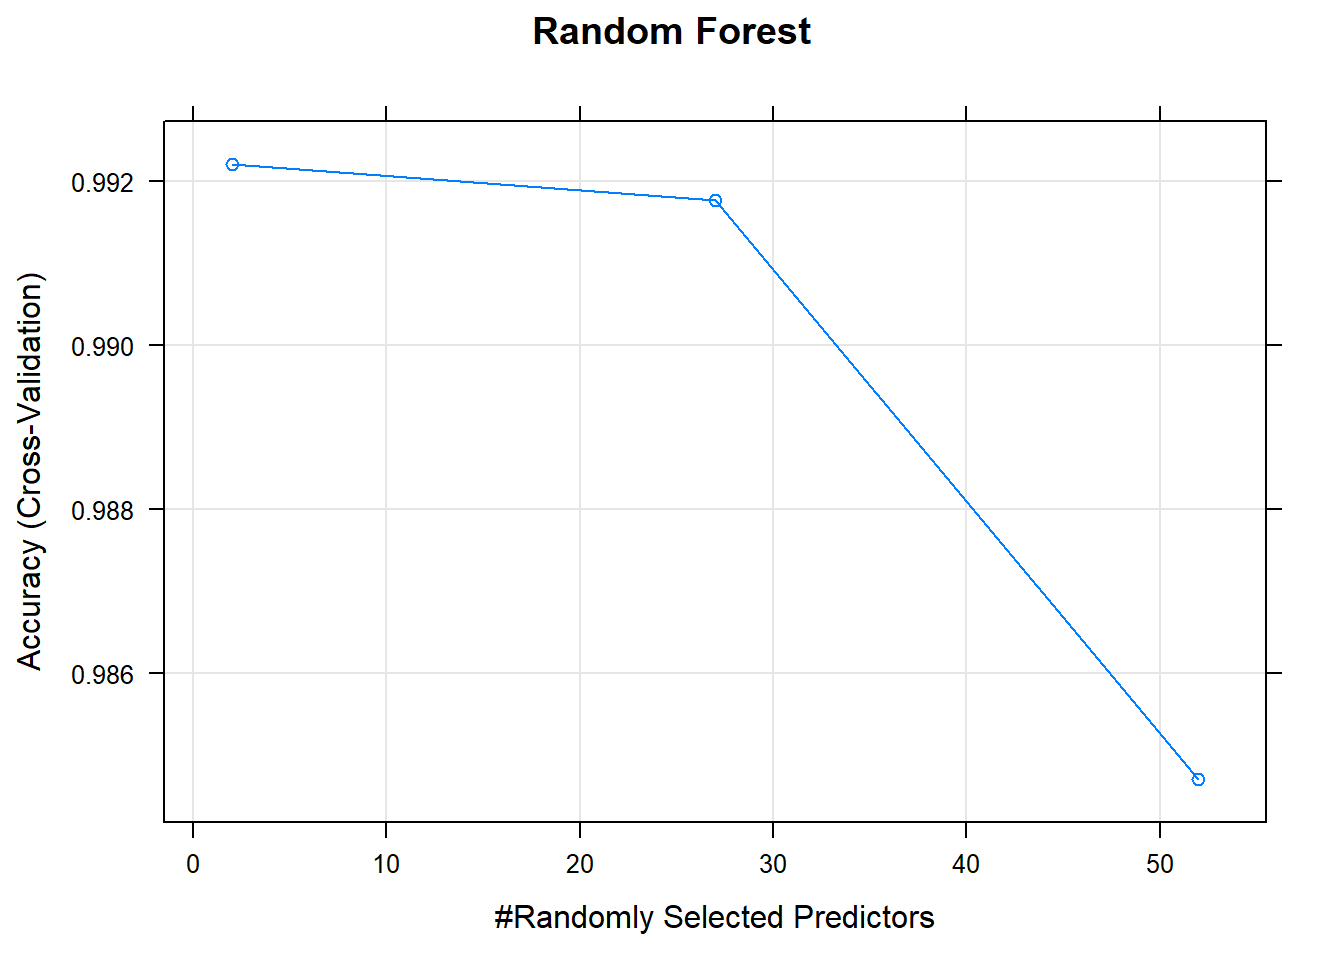 Random Forest
0.992
0.990
0.988
0.986
Accuracy (Cross-Validation)
0 10 20 30 40 50
#Randomly Selected Predictors